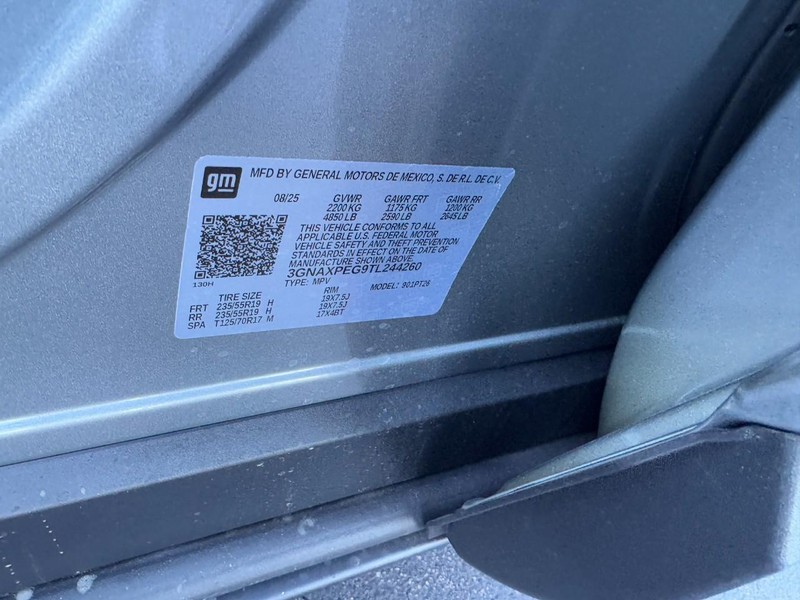 gm MFD BY GENERAL MOTORS DE MEXICO, S. DE R.L. DE C.V.
08/25 GVWR GAWR FRT GAWR RR
2200 KG 1175 KG 1200 KG
4850 LB 2590 LB 2645 LB
THIS VEHICLE CONFORMS TO ALL
APPLICABLE U.S. FEDERAL MOTOR
VEHICLE SAFETY AND THEFT PREVENTION
STANDARDS IN EFFECT ON THE DATE OF
MANUFACTURE SHOWN ABOVE.
3GNAXPEG9TL244260
130H TYPE: MPV MODEL: 901PT26
TIRE SIZE RIM
FRT 235/55R19 H 19X7.5J
RR 235/55R19 H 19X7.5J
SPA T125/70R17 M 17X4BT